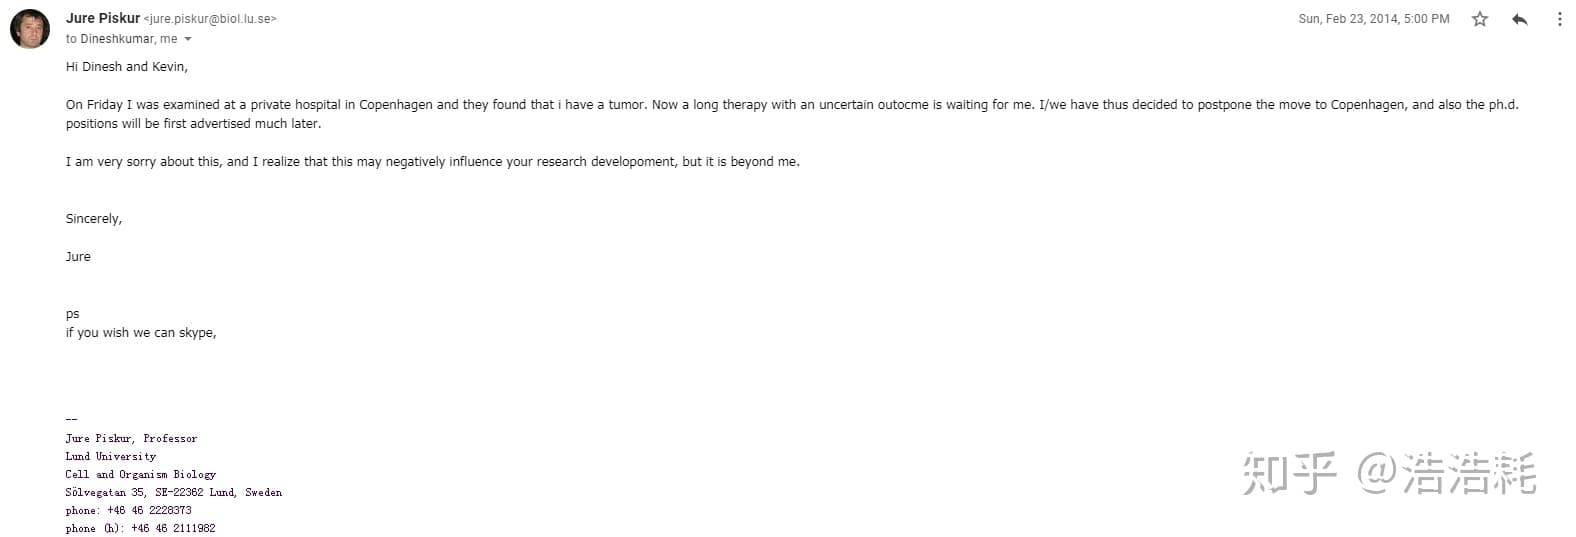 Jure Piskur <jure.piskur@biol.lu.se>
Sun, Feb 23, 2014, 5:00 PM
to Dineshkumar, me
Hi Dinesh and Kevin,
On Friday I was examined at a private hospital in Copenhagen and they found that i have a tumor. Now a long therapy with an uncertain outocme is waiting for me. I/we have thus decided to postpone the move to Copenhagen, and also the ph.d.
positions will be first advertised much later.
I am very sorry about this, and I realize that this may negatively influence your research developoment, but it is beyond me.
Sincerely,
Jure
ps
if you wish we can skype,
--
Jure Piskur, Professor
Lund University
Cell and Organism Biology
Sölvegatan 35, SE-22362 Lund, Sweden
phone: +46 46 2228373
phone (h): +46 46 2111982
知乎 @浩浩耗